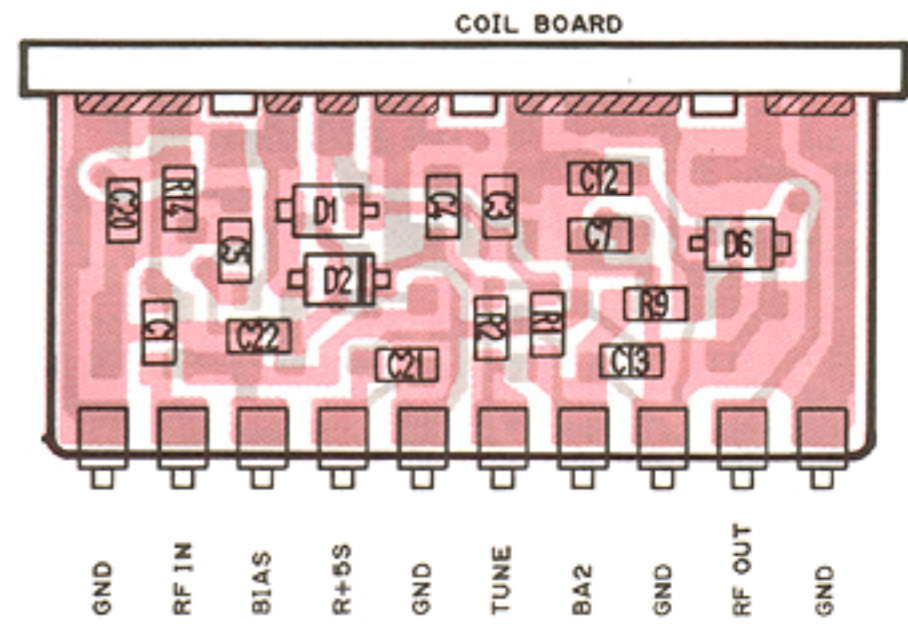 COIL BOARD
C20
R14
C5
D1
C4
C3
C12
C7
D6
D2
R9
C1
C22
R2
R1
C21
C13
GND
RF IN
BIAS
R+5S
GND
TUNE
BA2
GND
RF OUT
GND